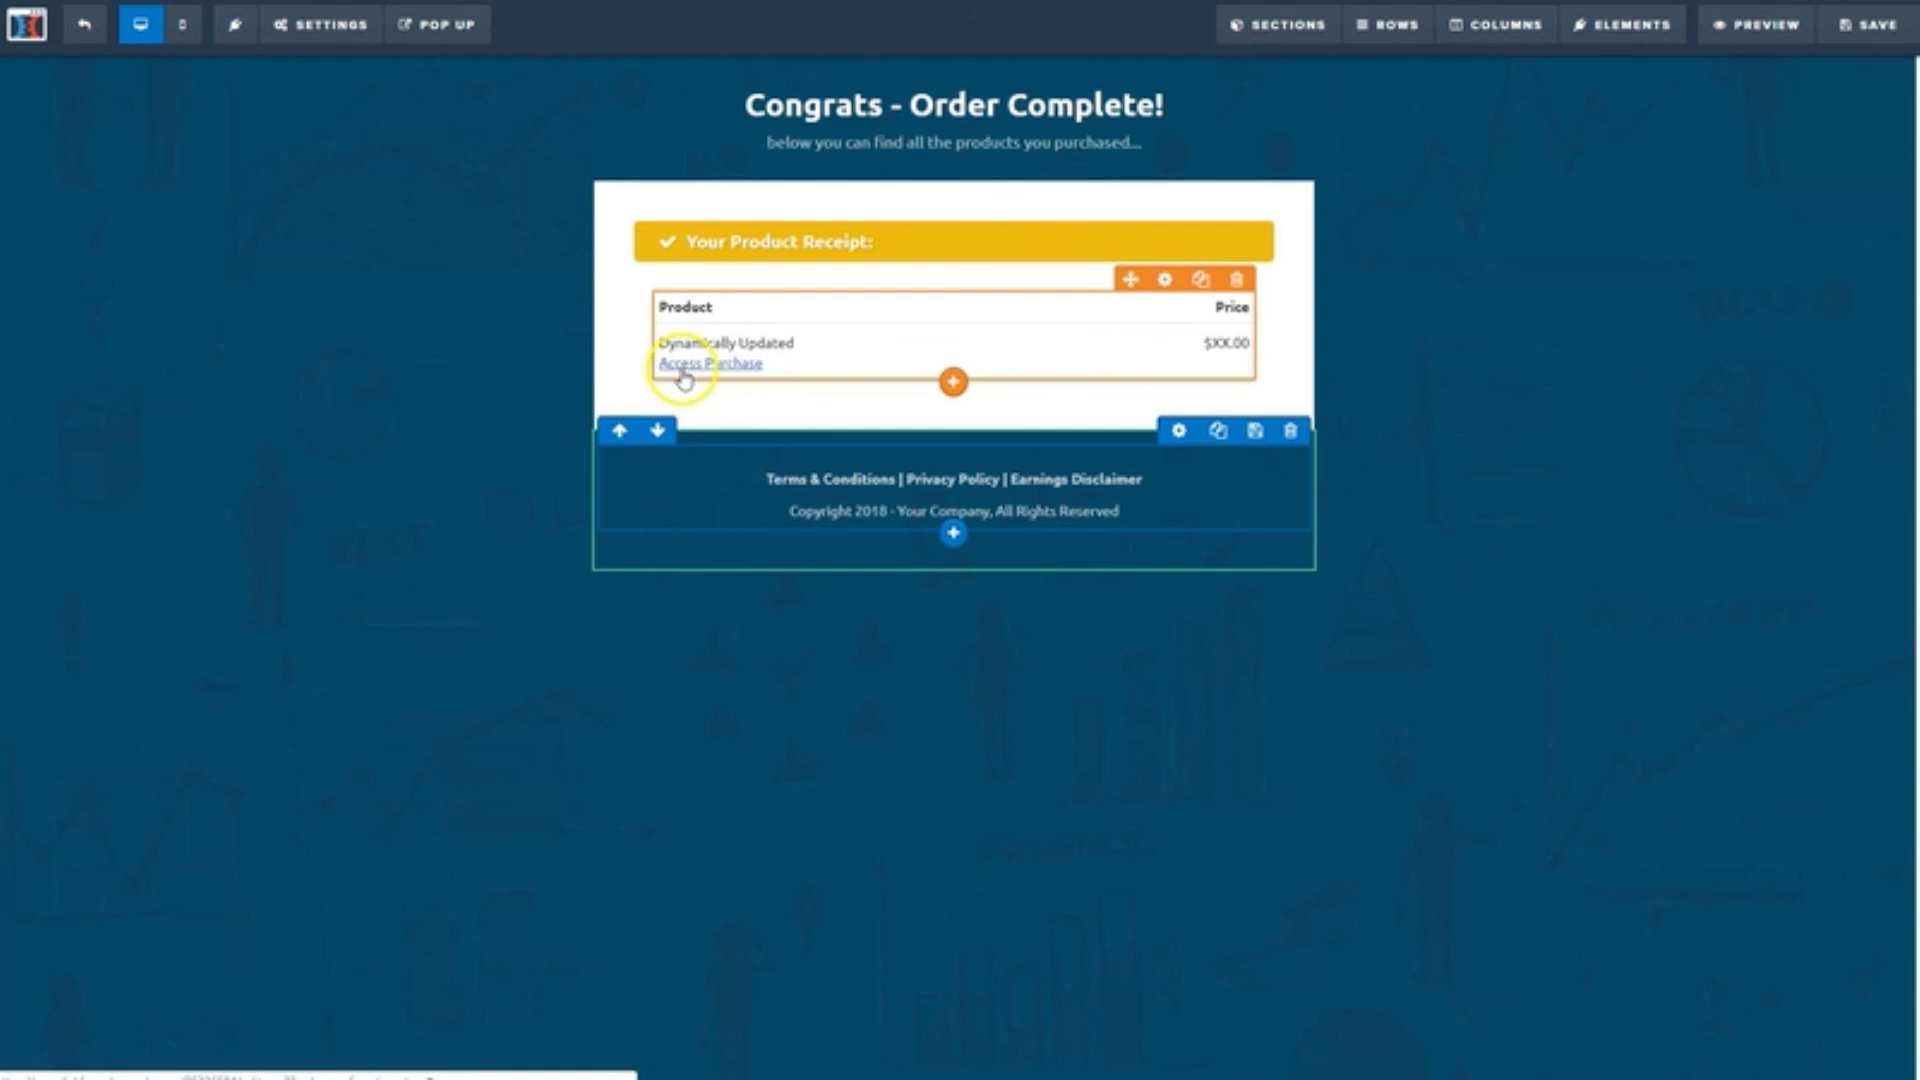 SETTINGS POP UP SECTIONS ROWS COLUMNS ELEMENTS PREVIEW SAVE
Congrats - Order Complete!
below you can find all the products you purchased...
Your Product Receipt:
Product Price
Dynamically Updated $XX.00
Access Purchase
Terms & Conditions | Privacy Policy | Earnings Disclaimer
Copyright 2018 - Your Company, All Rights Reserved